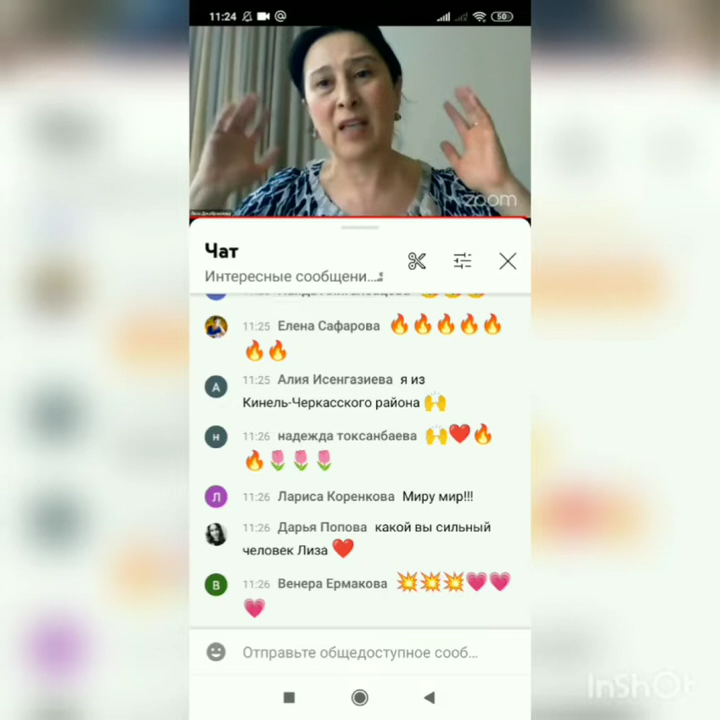 11:24
50
zoom
Чат
Интересные сообщени...
11:25 Елена Сафарова 🔥🔥🔥🔥🔥
🔥🔥
А
11:25 Алия Исенгазиева я из
Кинель-Черкасского района 🙌
н
11:26 надежда токсанбаева 🙌❤️🔥
🔥🌷🌷🌷
Л
11:26 Лариса Коренкова Миру мир!!!
11:26 Дарья Попова какой вы сильный
человек Лиза ❤️
В
11:26 Венера Ермакова 💥💥💥💗💗
💗
Отправьте общедоступное сооб...
InShOt